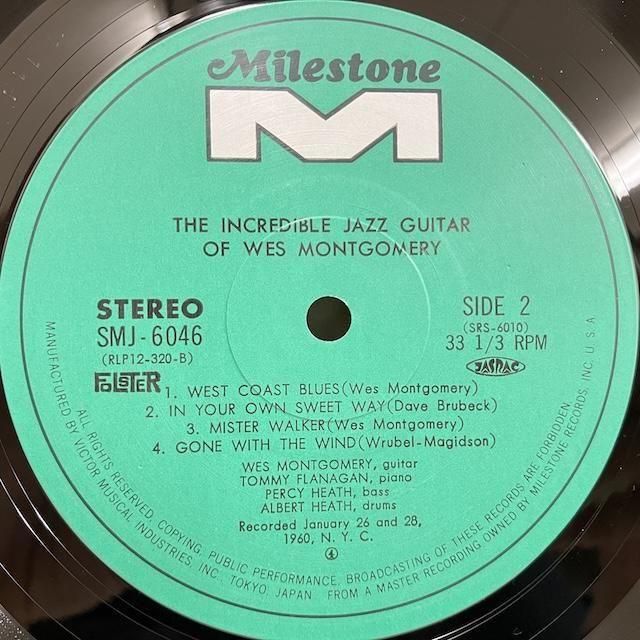 Milestone
M
THE INCREDIBLE JAZZ GUITAR
OF WES MONTGOMERY
STEREO
SMJ-6046
(RLP12-320-B)
FOLSTER
SIDE 2
(SRS-6010)
33 1/3 RPM
JASRAC
1. WEST COAST BLUES(Wes Montgomery)
2. IN YOUR OWN SWEET WAY(Dave Brubeck)
3. MISTER WALKER(Wes Montgomery)
4. GONE WITH THE WIND(Wrubel-Magidson)
WES MONTGOMERY, guitar
TOMMY FLANAGAN, piano
PERCY HEATH, bass
ALBERT HEATH, drums
Recorded January 26 and 28,
1960, N. Y. C.
ALL RIGHTS RESERVED. COPYING, PUBLIC PERFORMANCE, BROADCASTING OF THESE RECORDS ARE FORBIDDEN.
MANUFACTURED BY VICTOR MUSICAL INDUSTRIES, INC., TOKYO, JAPAN FROM A MASTER RECORDING OWNED BY MILESTONE RECORDS, INC. U.S.A.